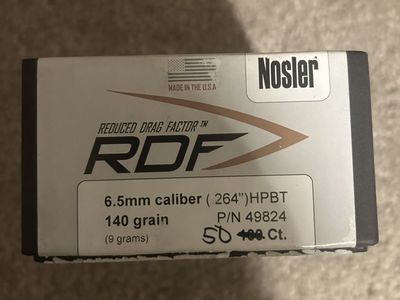 Nosler®
MADE IN THE U.S.A
REDUCED DRAG FACTOR™
RDF
6.5mm caliber (.264")HPBT
140 grain P/N 49824
(9 grams) 50 100 Ct.